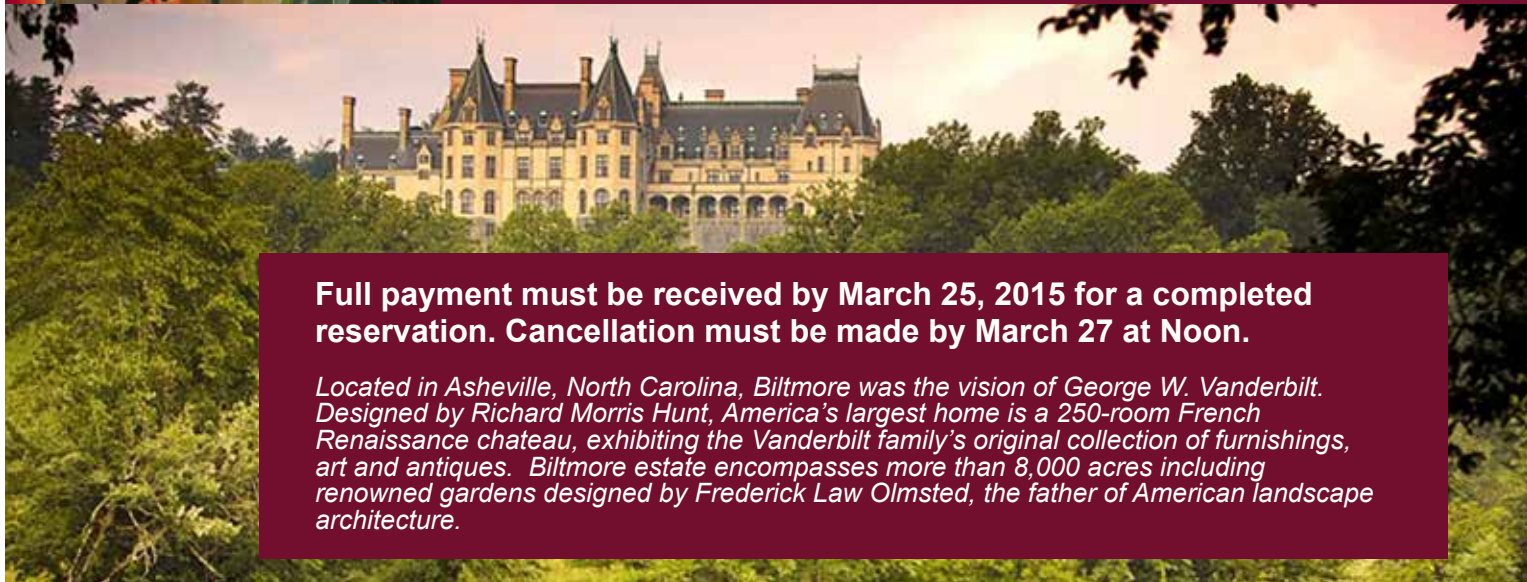 Full payment must be received by March 25, 2015 for a completed
reservation. Cancellation must be made by March 27 at Noon.
Located in Asheville, North Carolina, Biltmore was the vision of George W. Vanderbilt.
Designed by Richard Morris Hunt, America’s largest home is a 250-room French
Renaissance chateau, exhibiting the Vanderbilt family’s original collection of furnishings,
art and antiques.  Biltmore estate encompasses more than 8,000 acres including
renowned gardens designed by Frederick Law Olmsted, the father of American landscape
architecture.